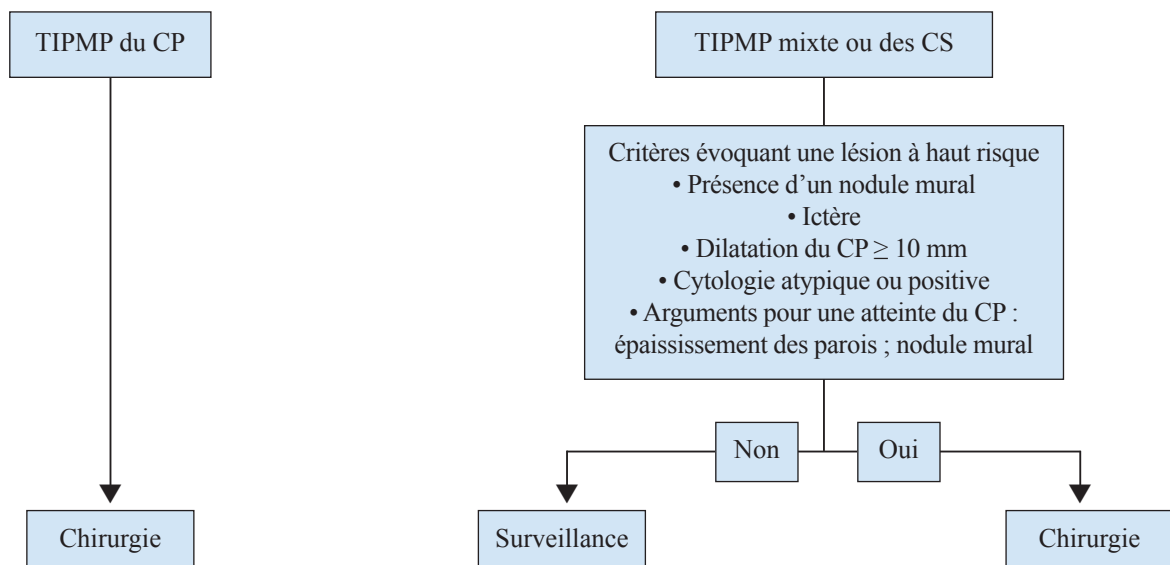 TIPMP du CP
TIPMP mixte ou des CS
Critères évoquant une lésion à haut risque
• Présence d’un nodule mural
• Ictère
• Dilatation du CP ≥ 10 mm
• Cytologie atypique ou positive
• Arguments pour une atteinte du CP :
épaississement des parois ; nodule mural
Non
Oui
Chirurgie
Surveillance
Chirurgie